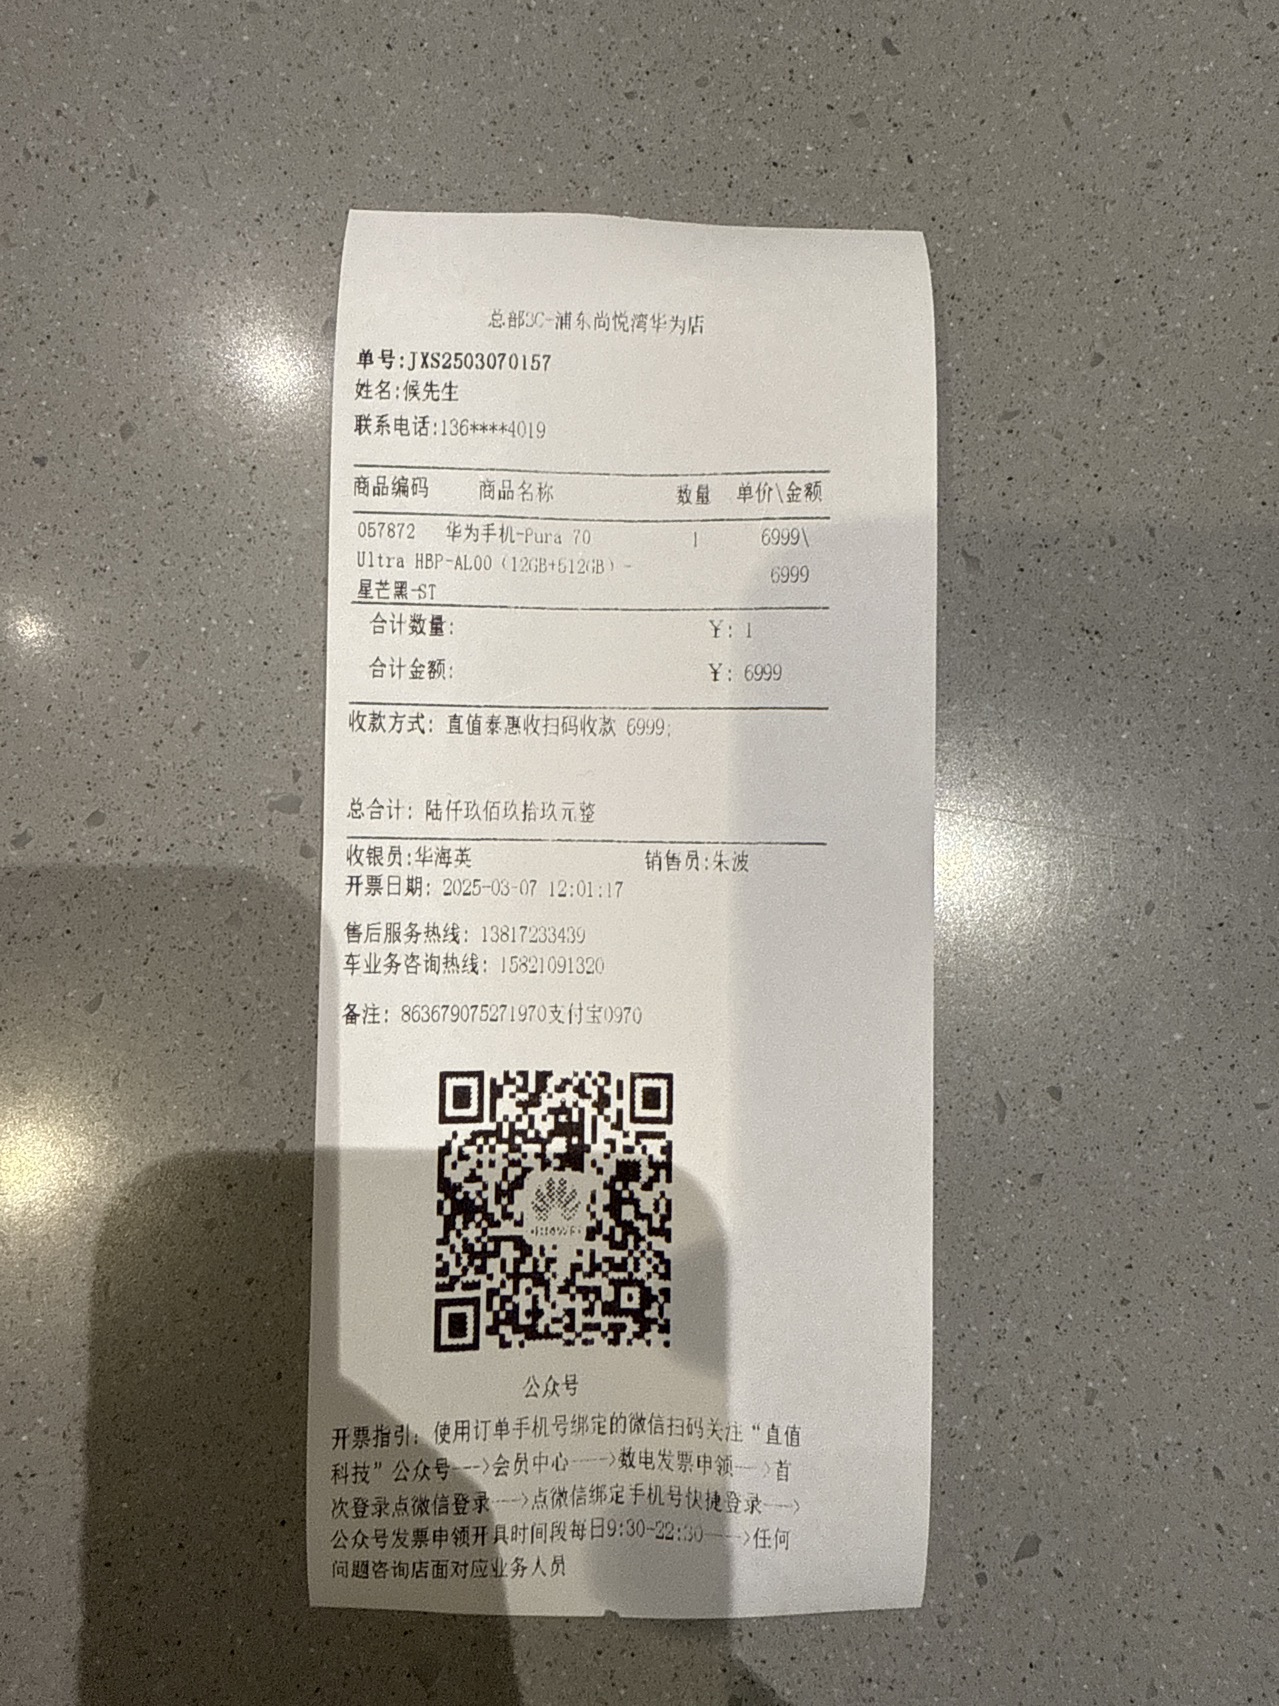 总部3C-浦东尚悦湾华为店
单号:JXS2503070157
姓名:候先生
联系电话:136****4019
商品编码 商品名称 数量 单价\金额
057872 华为手机-Pura 70 1 6999\
Ultra HBP-AL00（12GB+512GB）- 6999
星芒黑-ST
合计数量: ￥: 1
合计金额: ￥: 6999
收款方式: 直值泰惠收扫码收款 6999;
总合计: 陆仟玖佰玖拾玖元整
收银员:华海英 销售员:朱波
开票日期: 2025-03-07 12:01:17
售后服务热线: 13817233439
车业务咨询热线: 15821091320
备注: 863679075271970支付宝0970
HUAWEI
公众号
开票指引: 使用订单手机号绑定的微信扫码关注“直值
科技”公众号--->会员中心---->数电发票申领--->首
次登录点微信登录---->点微信绑定手机号快捷登录---->
公众号发票申领开具时间段每日9:30-22:30---->任何
问题咨询店面对应业务人员